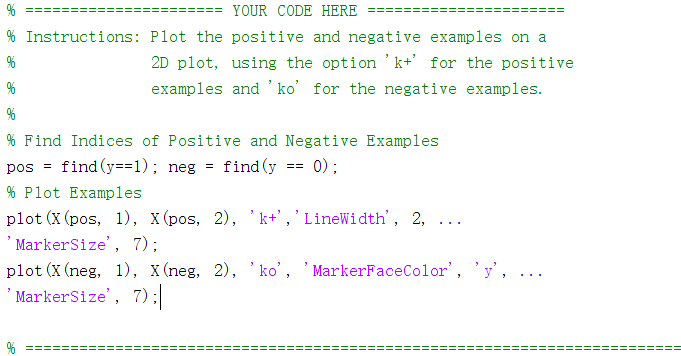 % ====================== YOUR CODE HERE ======================
% Instructions: Plot the positive and negative examples on a
%               2D plot, using the option 'k+' for the positive
%               examples and 'ko' for the negative examples.
%
% Find Indices of Positive and Negative Examples
pos = find(y==1); neg = find(y == 0);
% Plot Examples
plot(X(pos, 1), X(pos, 2), 'k+','LineWidth', 2, ...
'MarkerSize', 7);
plot(X(neg, 1), X(neg, 2), 'ko', 'MarkerFaceColor', 'y', ...
'MarkerSize', 7);
% =========================================================================